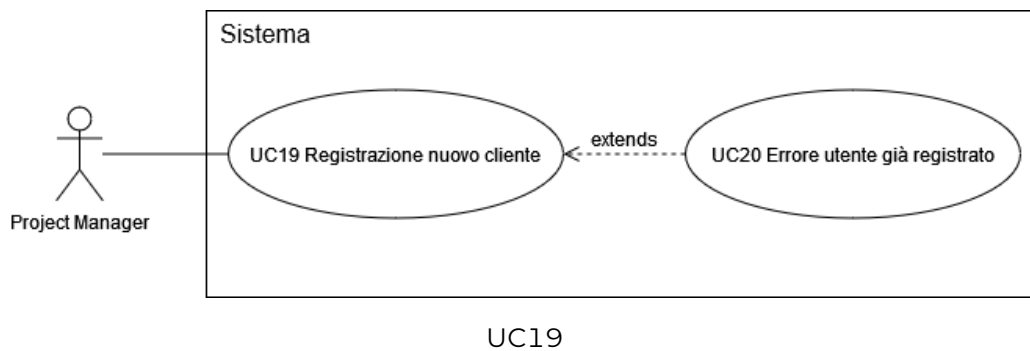 Sistema
UC19 Registrazione nuovo cliente
extends
UC20 Errore utente già registrato
Project Manager
UC19